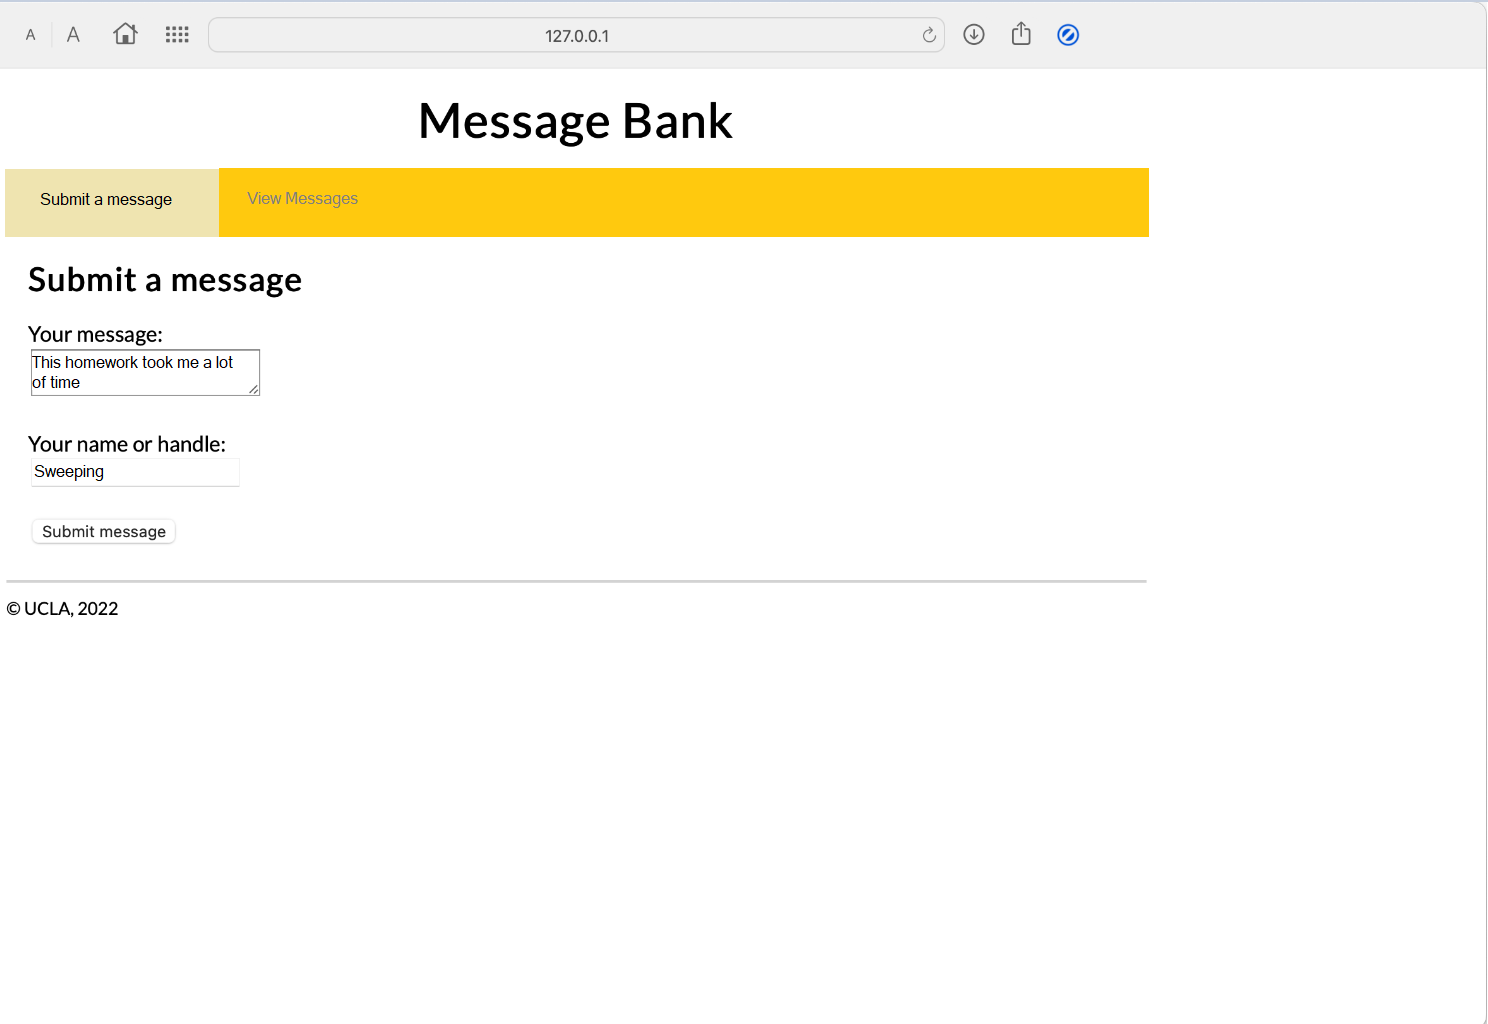 A A 127.0.0.1
Message Bank
Submit a message View Messages
Submit a message
Your message:
This homework took me a lot
of time
Your name or handle:
Sweeping
Submit message
© UCLA, 2022